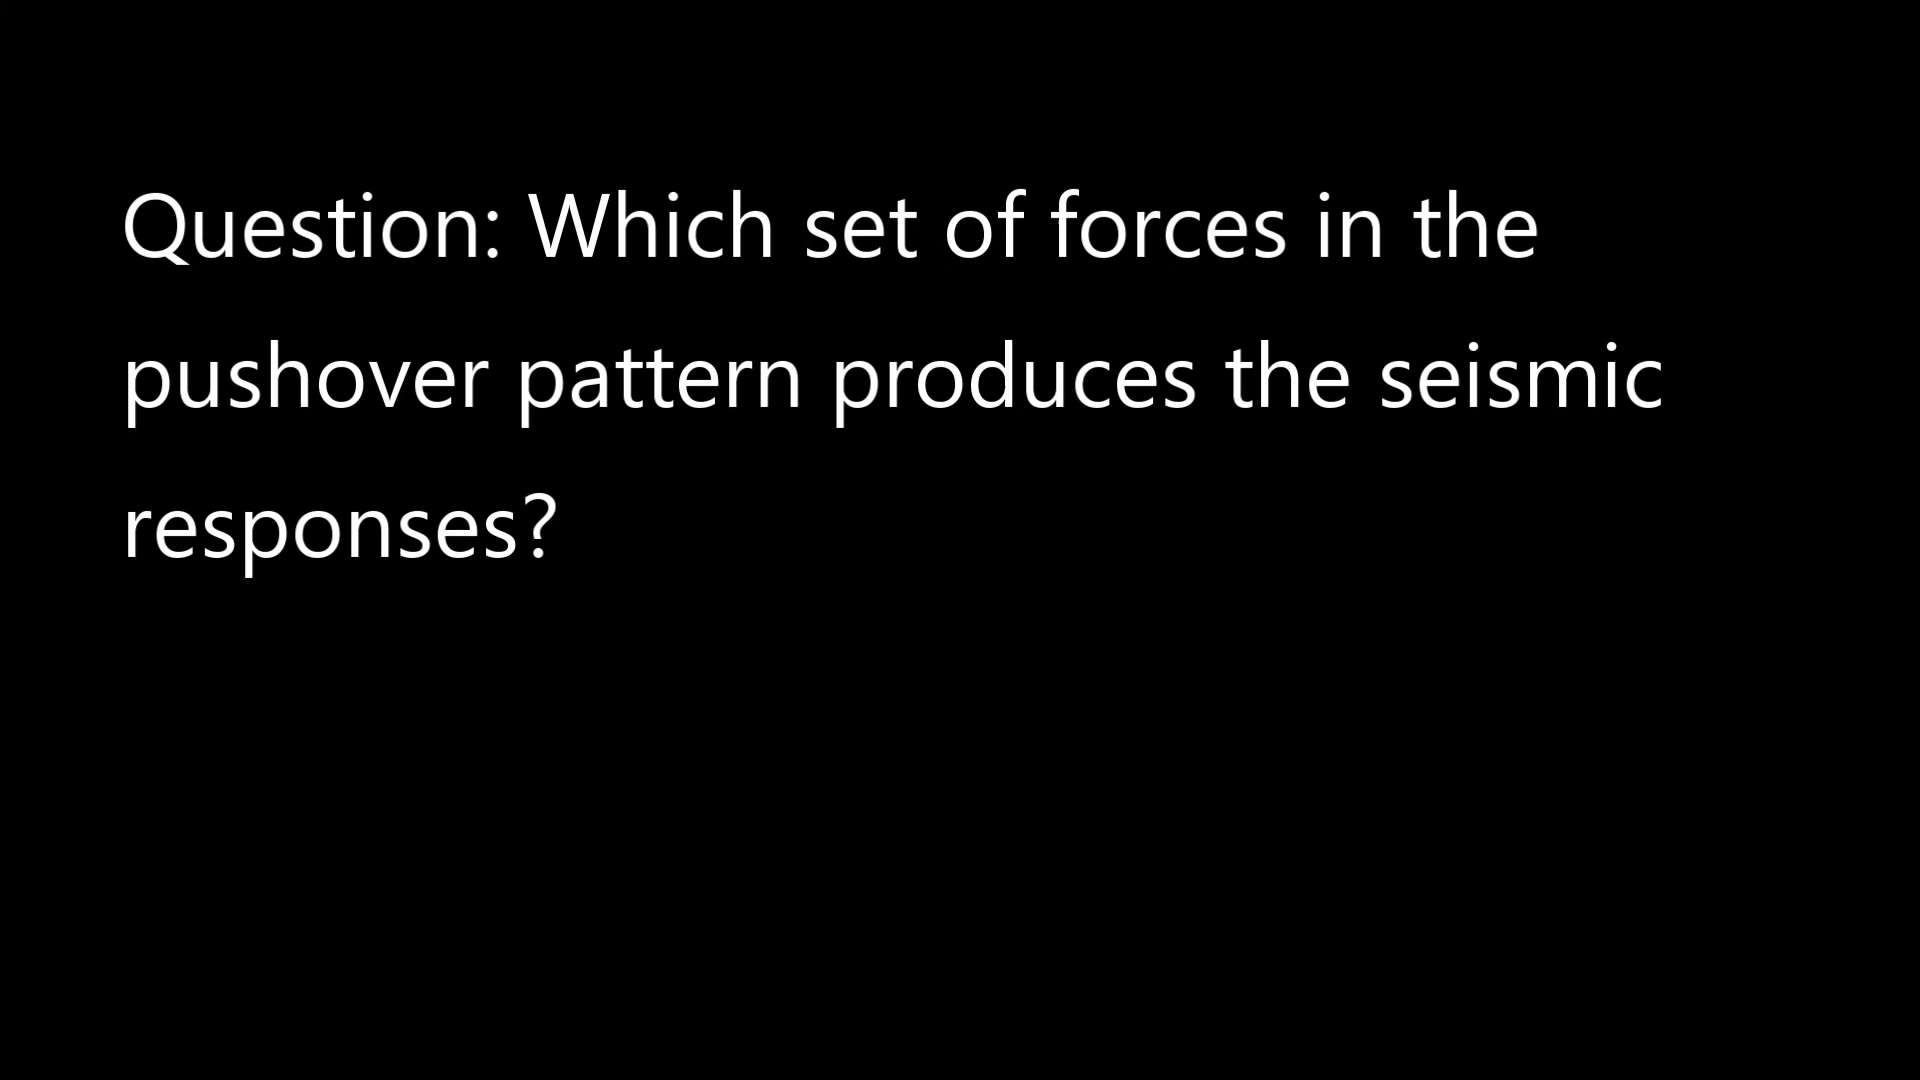 Question: Which set of forces in the
pushover pattern produces the seismic
responses?